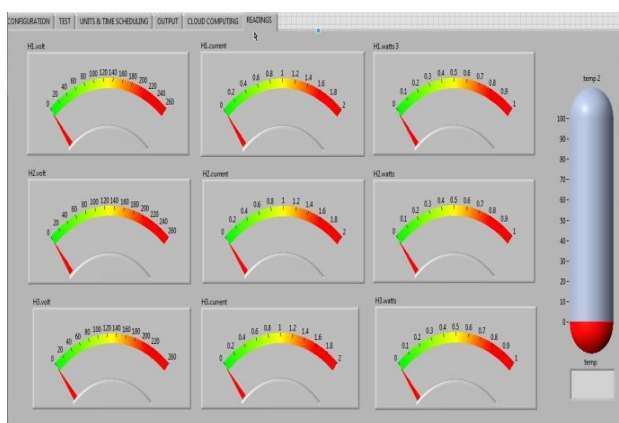 CONFIGURATION TEST UNITS & TIME SCHEDULING OUTPUT CLOUD COMPUTING READINGS
H1.volt
0 20 40 60 80 100 120 140 160 180 200 220 240 260
H1.current
0 0.2 0.4 0.6 0.8 1 1.2 1.4 1.6 1.8 2
H1.watts 3
0 0.1 0.2 0.3 0.4 0.5 0.6 0.7 0.8 0.9 1
H2.volt
0 20 40 60 80 100 120 140 160 180 200 220 240 260
H2.current
0 0.2 0.4 0.6 0.8 1 1.2 1.4 1.6 1.8 2
H2.watts
0 0.1 0.2 0.3 0.4 0.5 0.6 0.7 0.8 0.9 1
H3.volt
0 20 40 60 80 100 120 140 160 180 200 220 240 260
H3.current
0 0.2 0.4 0.6 0.8 1 1.2 1.4 1.6 1.8 2
H3.watts
0 0.1 0.2 0.3 0.4 0.5 0.6 0.7 0.8 0.9 1
temp 2
100
90
80
70
60
50
40
30
20
10
0
temp